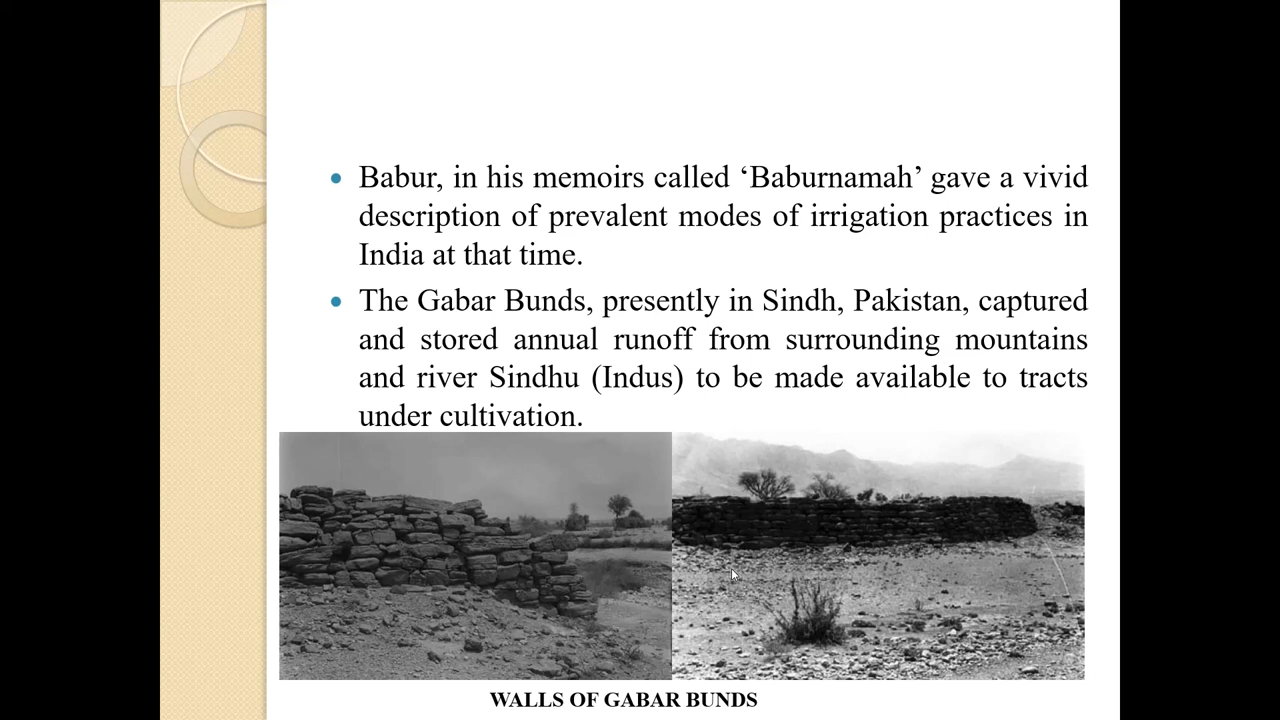 Babur, in his memoirs called ‘Baburnamah’ gave a vivid
description of prevalent modes of irrigation practices in
India at that time.
The Gabar Bunds, presently in Sindh, Pakistan, captured
and stored annual runoff from surrounding mountains
and river Sindhu (Indus) to be made available to tracts
under cultivation.
WALLS OF GABAR BUNDS